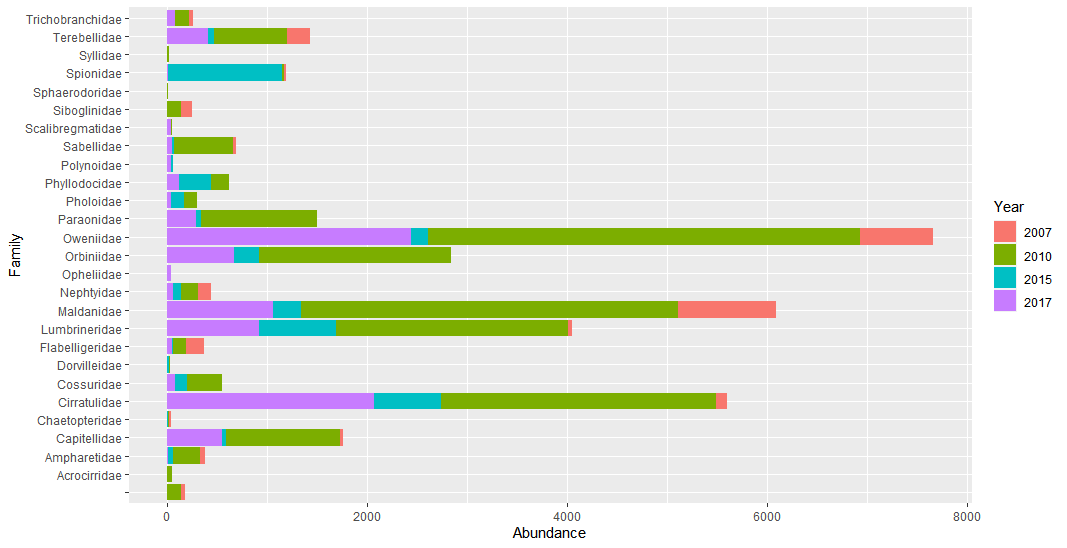 Trichobranchidae
Terebellidae
Syllidae
Spionidae
Sphaerodoridae
Siboglinidae
Scalibregmatidae
Sabellidae
Polynoidae
Phyllodocidae
Pholoidae
Paraonidae
Oweniidae
Orbiniidae
Opheliidae
Nephtyidae
Maldanidae
Lumbrineridae
Flabelligeridae
Dorvilleidae
Cossuridae
Cirratulidae
Chaetopteridae
Capitellidae
Ampharetidae
Acrocirridae
Family
0 2000 4000 6000 8000
Abundance
Year
2007
2010
2015
2017